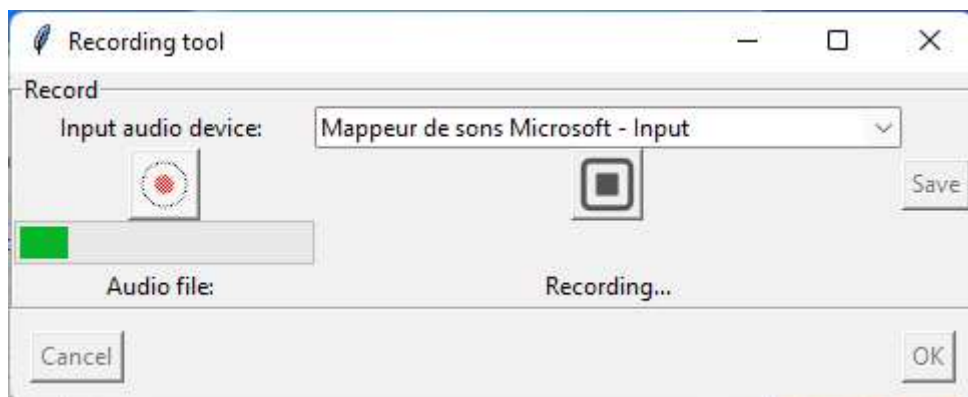 Recording tool
Record
Input audio device: Mappeur de sons Microsoft - Input
Save
Audio file: Recording...
Cancel OK